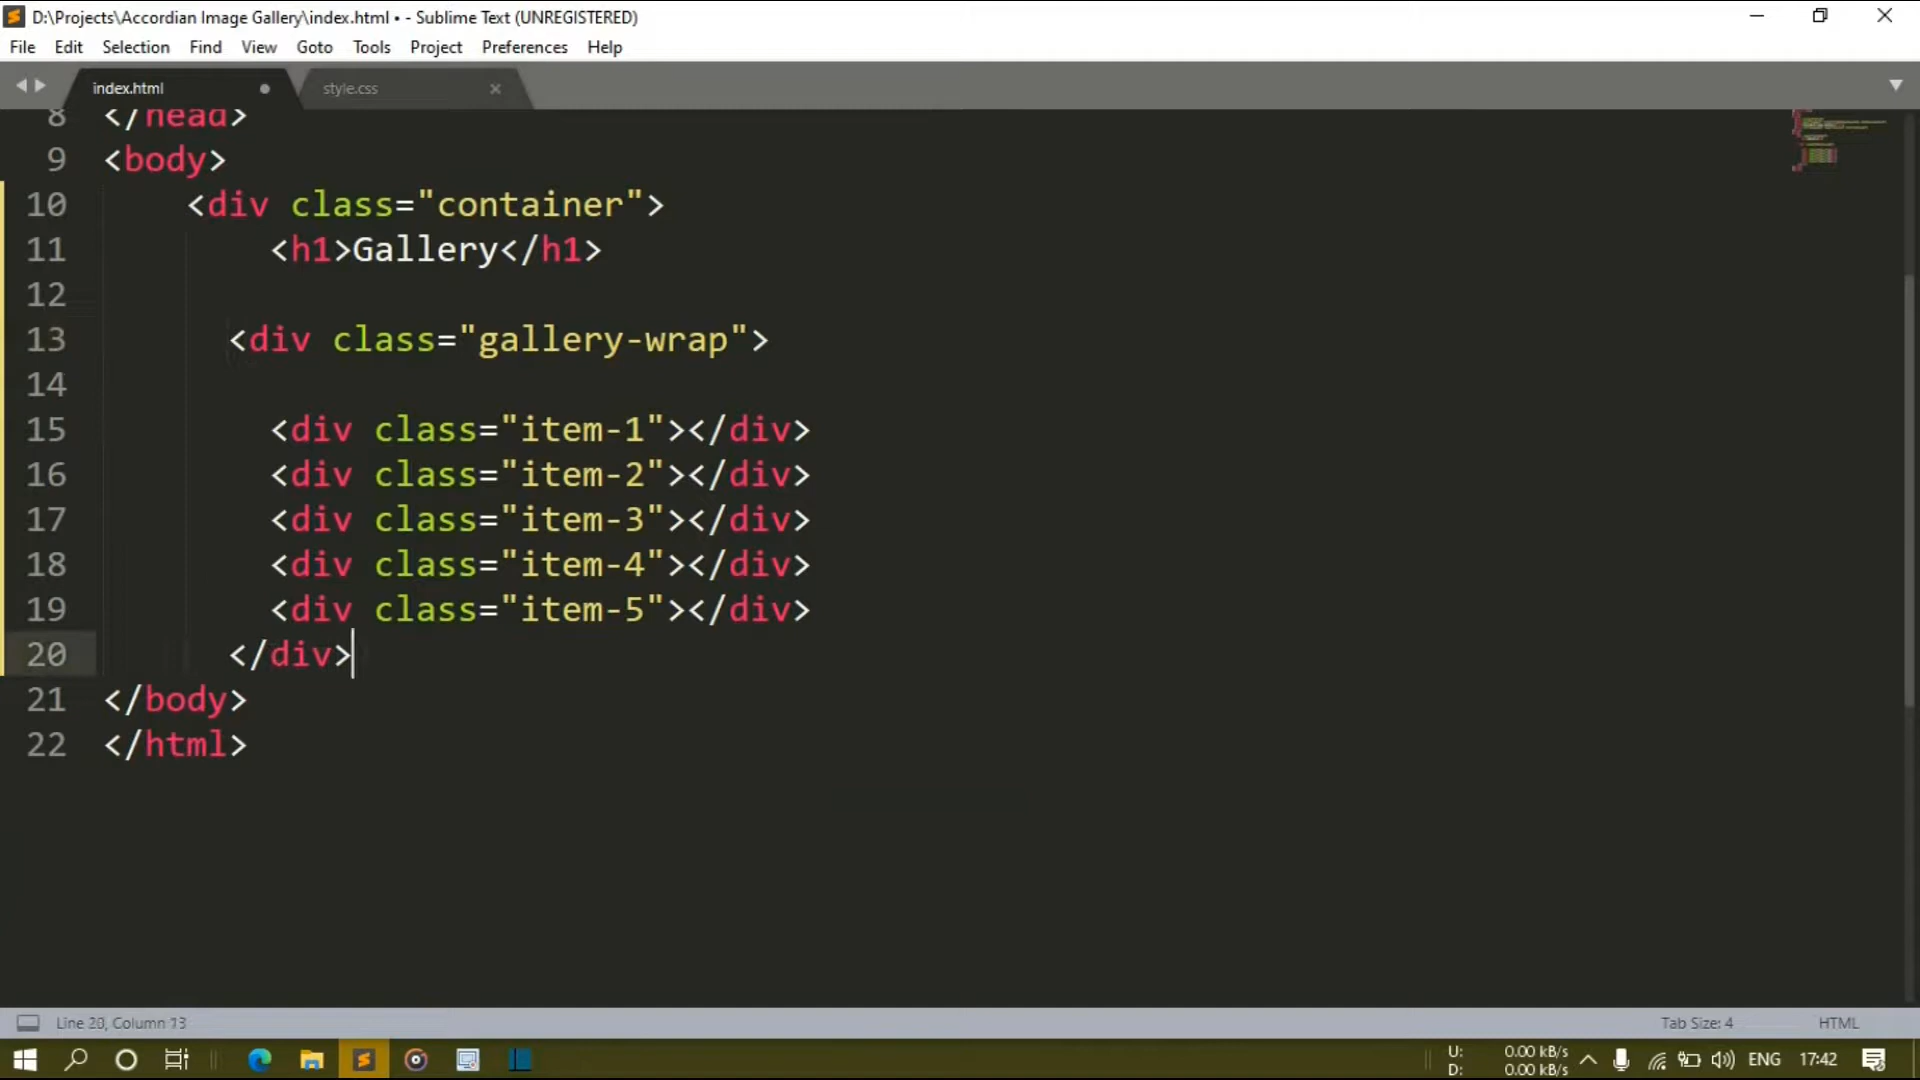 D:\Projects\Accordian Image Gallery\index.html • - Sublime Text (UNREGISTERED)
File Edit Selection Find View Goto Tools Project Preferences Help
index.html style.css
8 </head>
9 <body>
10 <div class="container">
11 <h1>Gallery</h1>
12
13 <div class="gallery-wrap">
14
15 <div class="item-1"></div>
16 <div class="item-2"></div>
17 <div class="item-3"></div>
18 <div class="item-4"></div>
19 <div class="item-5"></div>
20 </div>
21 </body>
22 </html>
Line 20, Column 13 Tab Size: 4 HTML
U: 0.00 kB/s
D: 0.00 kB/s
ENG 17:42